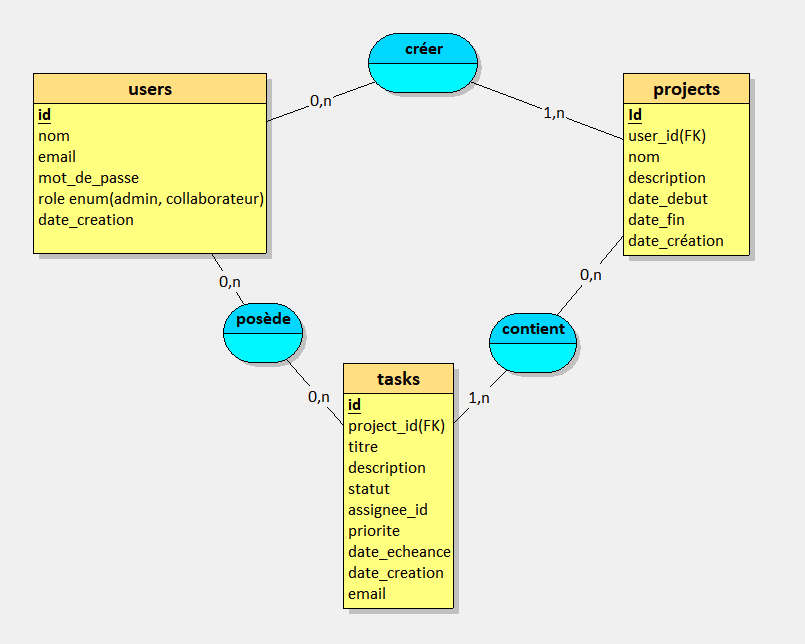 créer
0,n
1,n
users
id
nom
email
mot_de_passe
role enum(admin, collaborateur)
date_creation
projects
Id
user_id(FK)
nom
description
date_debut
date_fin
date_création
0,n
posède
0,n
0,n
contient
1,n
tasks
id
project_id(FK)
titre
description
statut
assignee_id
priorite
date_echeance
date_creation
email